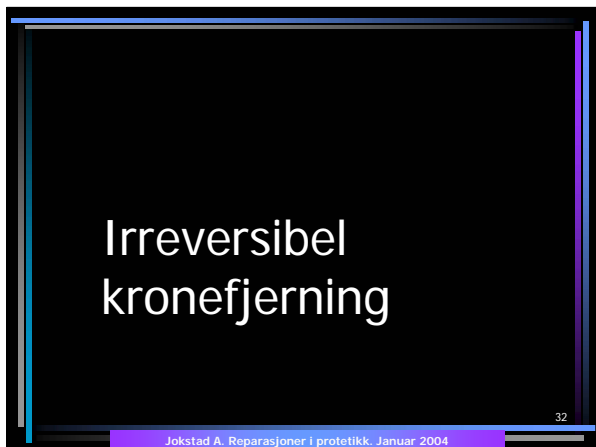 Irreversibel
kronefjerning
32
Jokstad A. Reparasjoner i protetikk. Januar 2004